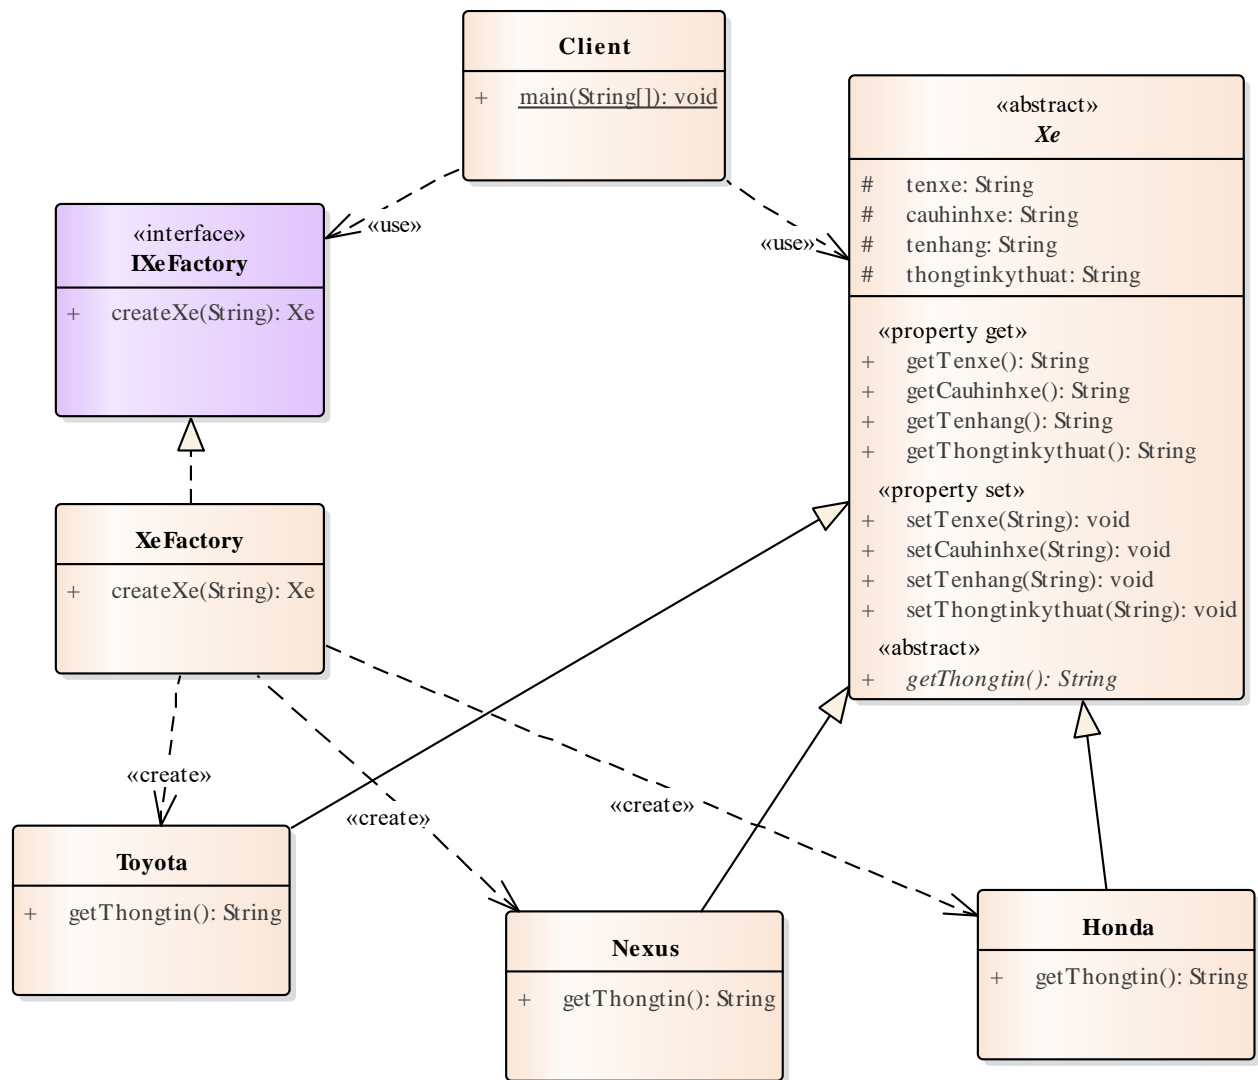 Client
+ main(String[]): void
«abstract»
Xe
# tenxe: String
# cauhinhxe: String
# tenhang: String
# thongtinkythuat: String
«property get»
+ getTenxe(): String
+ getCauhinhxe(): String
+ getTenhang(): String
+ getThongtinkythuat(): String
«property set»
+ setTenxe(String): void
+ setCauhinhxe(String): void
+ setTenhang(String): void
+ setThongtinkythuat(String): void
«abstract»
+ getThongtin(): String
«use»
«use»
«interface»
IXeFactory
+ createXe(String): Xe
XeFactory
+ createXe(String): Xe
«create»
«create»
«create»
Toyota
+ getThongtin(): String
Nexus
+ getThongtin(): String
Honda
+ getThongtin(): String